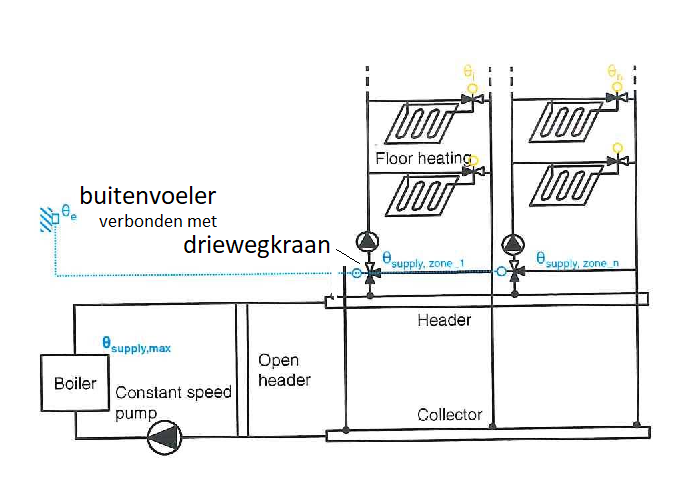 θi
θn
Floor heating
buitenvoeler
verbonden met
driewegkraan
θe
θsupply, zone_1
θsupply, zone_n
Header
θsupply,max
Boiler
Constant speed
pump
Open
header
Collector